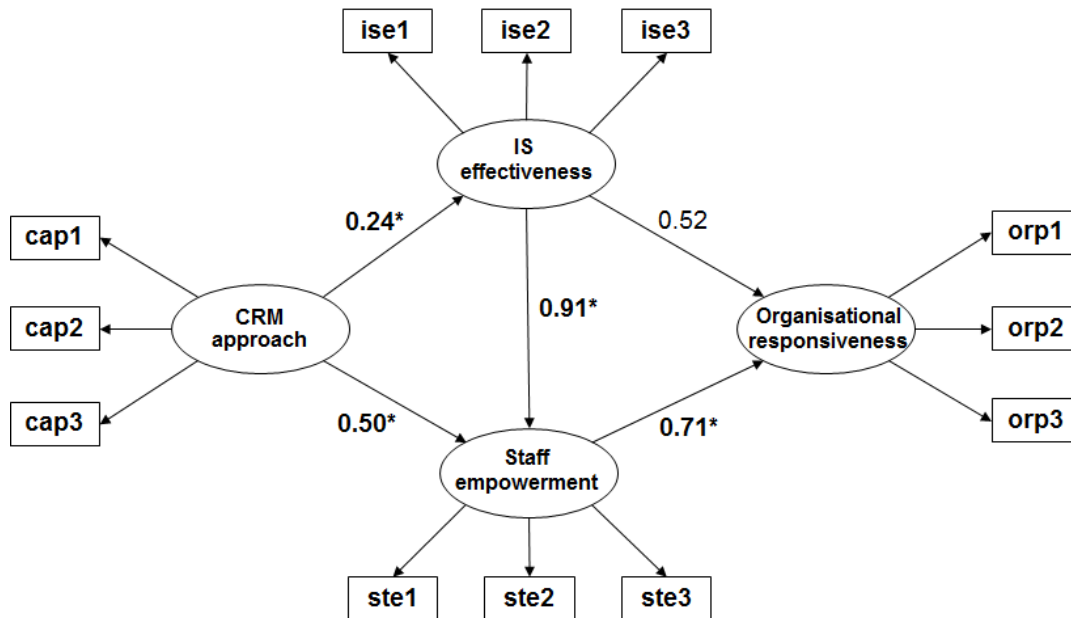 ise1
ise2
ise3
IS
effectiveness
0.24*
0.52
cap1
orp1
cap2
CRM
approach
0.91*
Organisational
responsiveness
orp2
cap3
0.50*
0.71*
orp3
Staff
empowerment
ste1
ste2
ste3